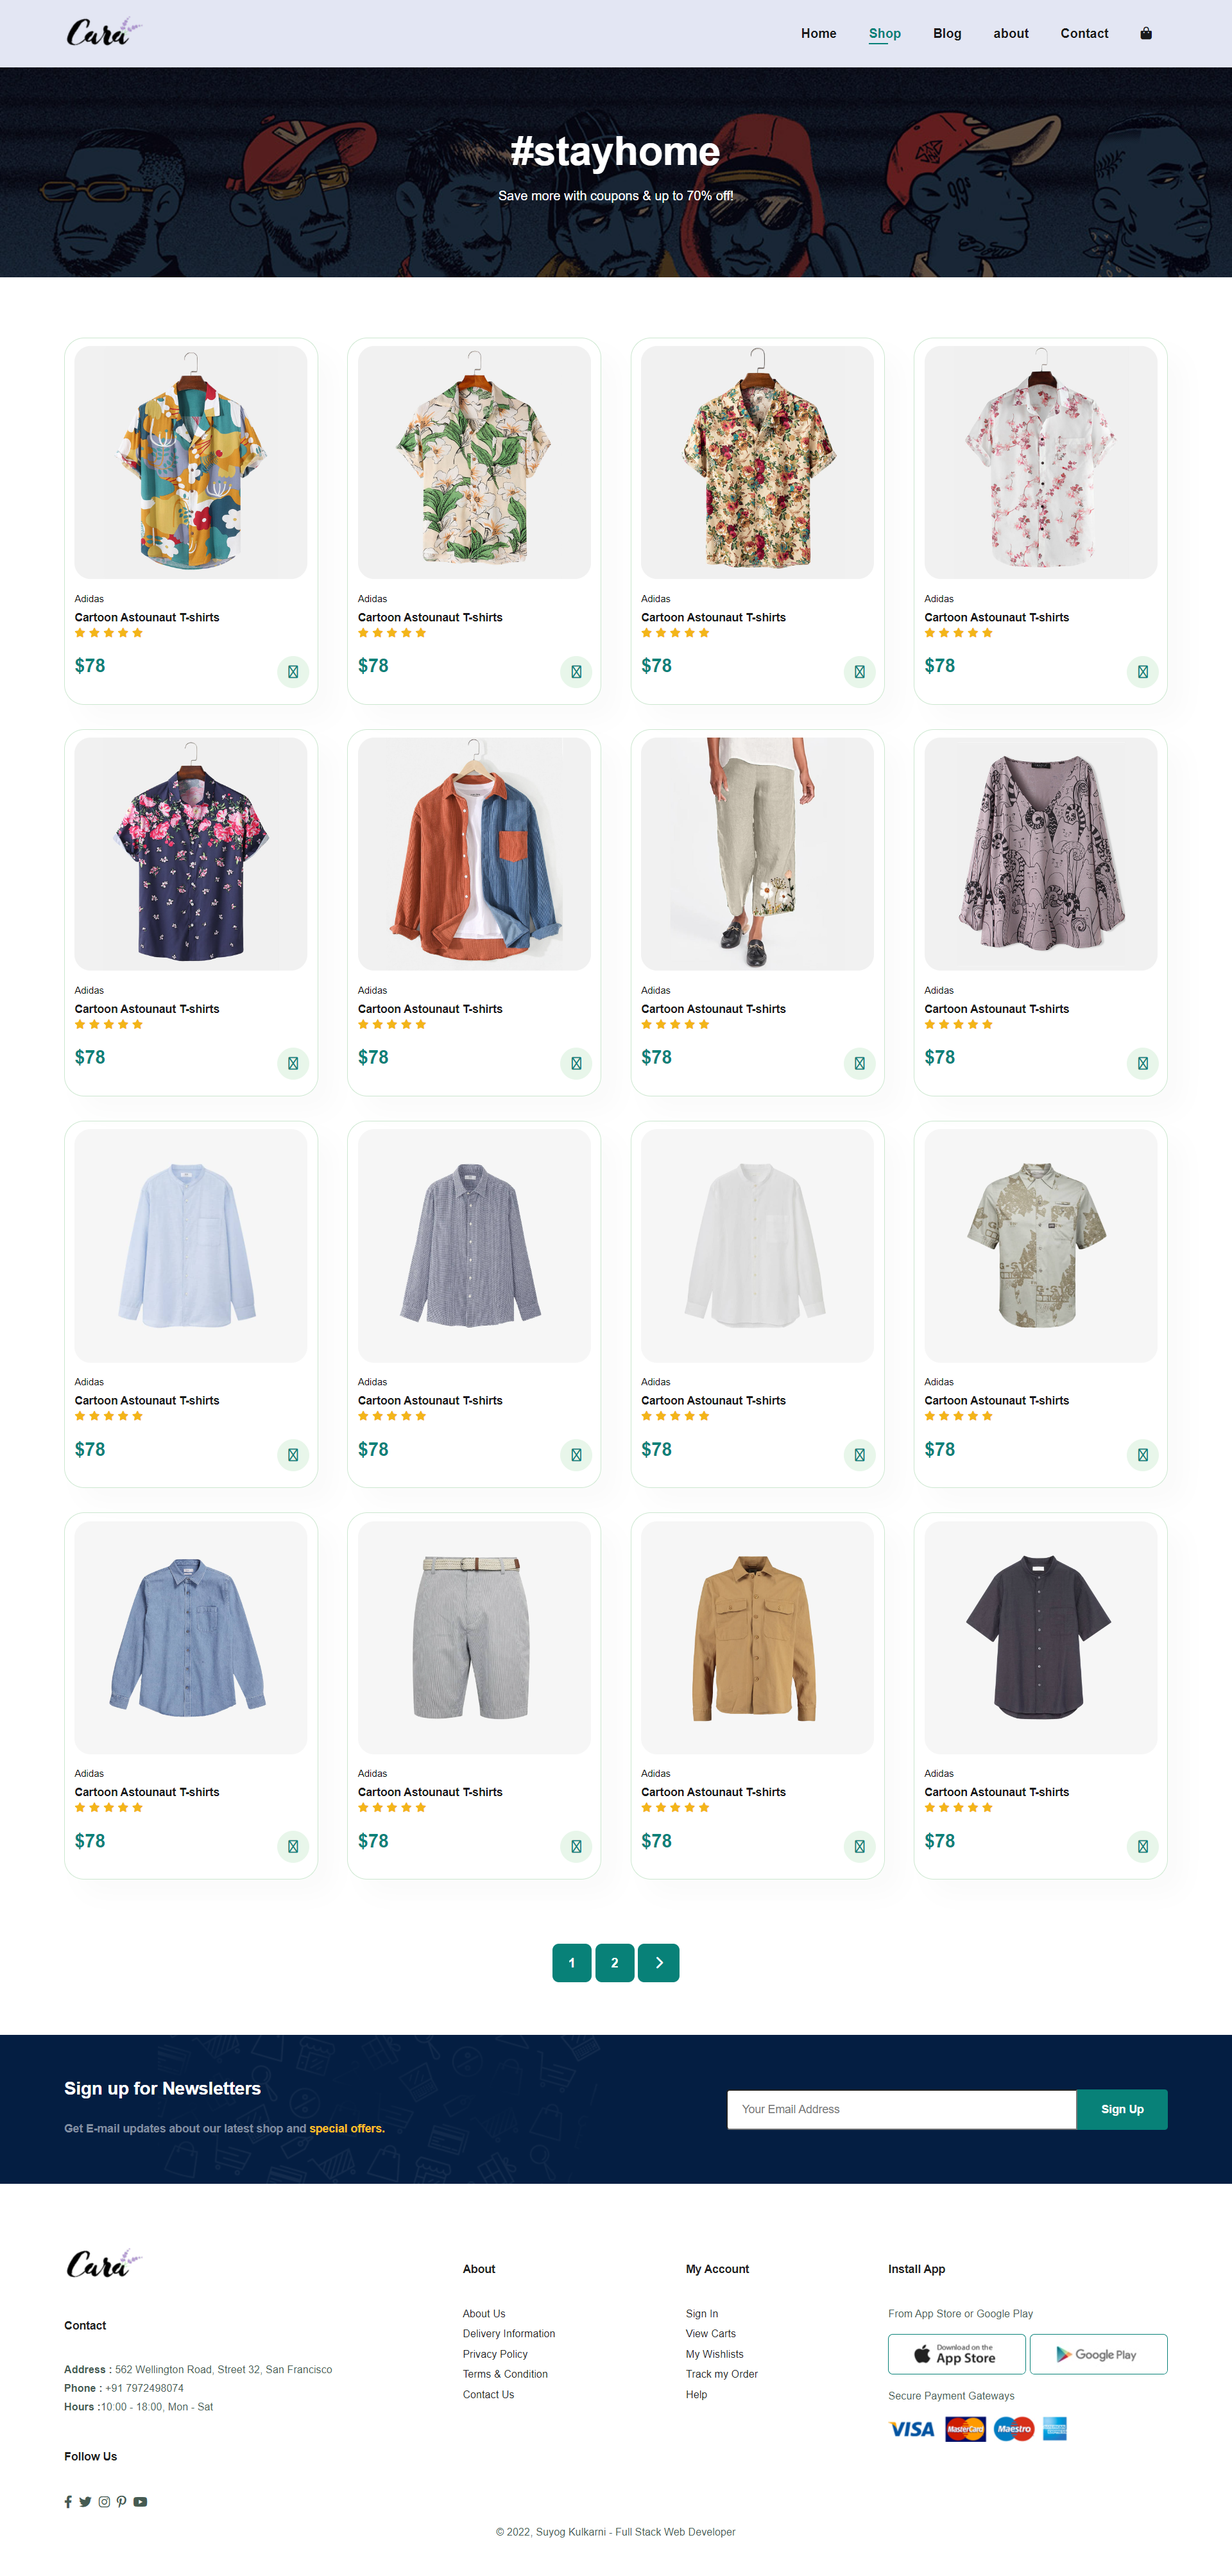 Cara
Home Shop Blog about Contact
#stayhome
Save more with coupons & up to 70% off!
Adidas Adidas Adidas Adidas
Cartoon Astounaut T-shirts Cartoon Astounaut T-shirts Cartoon Astounaut T-shirts Cartoon Astounaut T-shirts
$78 $78 $78 $78
Adidas Adidas Adidas Adidas
Cartoon Astounaut T-shirts Cartoon Astounaut T-shirts Cartoon Astounaut T-shirts Cartoon Astounaut T-shirts
$78 $78 $78 $78
Adidas Adidas Adidas Adidas
Cartoon Astounaut T-shirts Cartoon Astounaut T-shirts Cartoon Astounaut T-shirts Cartoon Astounaut T-shirts
$78 $78 $78 $78
Adidas Adidas Adidas Adidas
Cartoon Astounaut T-shirts Cartoon Astounaut T-shirts Cartoon Astounaut T-shirts Cartoon Astounaut T-shirts
$78 $78 $78 $78
1 2
Sign up for Newsletters
Get E-mail updates about our latest shop and special offers.
Your Email Address Sign Up
Cara
Contact
Address : 562 Wellington Road, Street 32, San Francisco
Phone : +91 7972498074
Hours :10:00 - 18:00, Mon - Sat
Follow Us
About
About Us
Delivery Information
Privacy Policy
Terms & Condition
Contact Us
My Account
Sign In
View Carts
My Wishlists
Track my Order
Help
Install App
From App Store or Google Play
Download on the
App Store
Google Play
Secure Payment Gateways
VISA MasterCard Maestro
© 2022, Suyog Kulkarni - Full Stack Web Developer